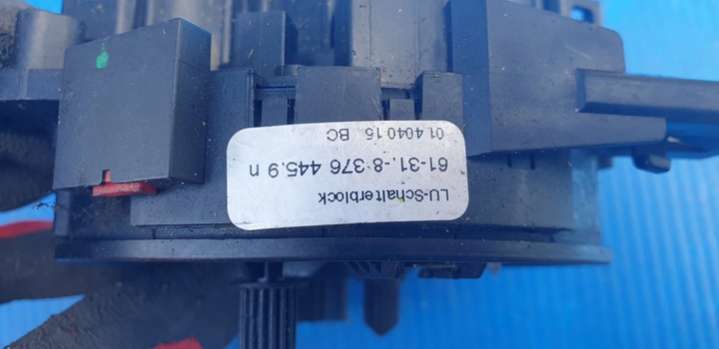 LU-Schalterblock
61-31.-8 376 445.9 n
01 4040 15 BC